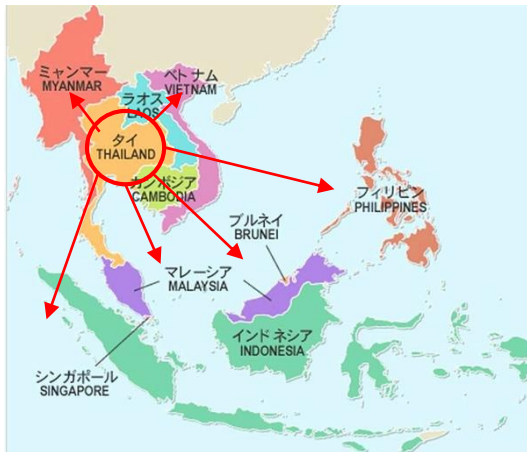 ミャンマー
MYANMAR
ベトナム
VIETNAM
ラオス
LAOS
タイ
THAILAND
カンボジア
CAMBODIA
フィリピン
PHILIPPINES
ブルネイ
BRUNEI
マレーシア
MALAYSIA
インドネシア
INDONESIA
シンガポール
SINGAPORE